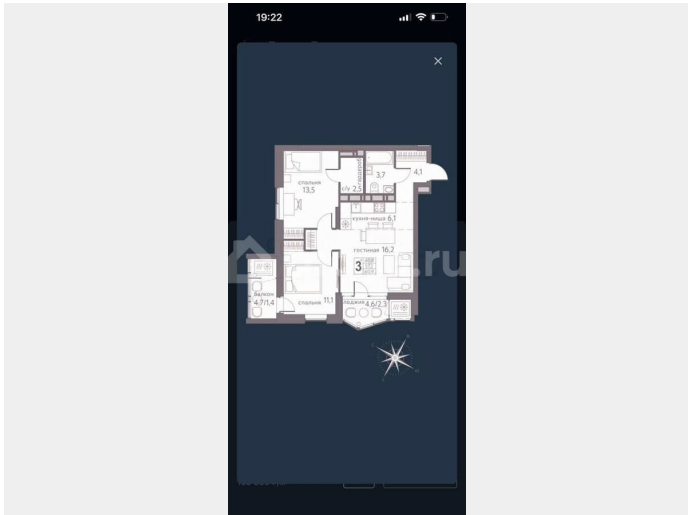 19:22
×
спальня
13,5
гардероб
с/у 2,5
3,7
4,1
кухня-ниша 6,1
гостиная 16,2
3
балкон
4,7/1,4
спальня 11,1
лоджия 4,6/2,3
.ru